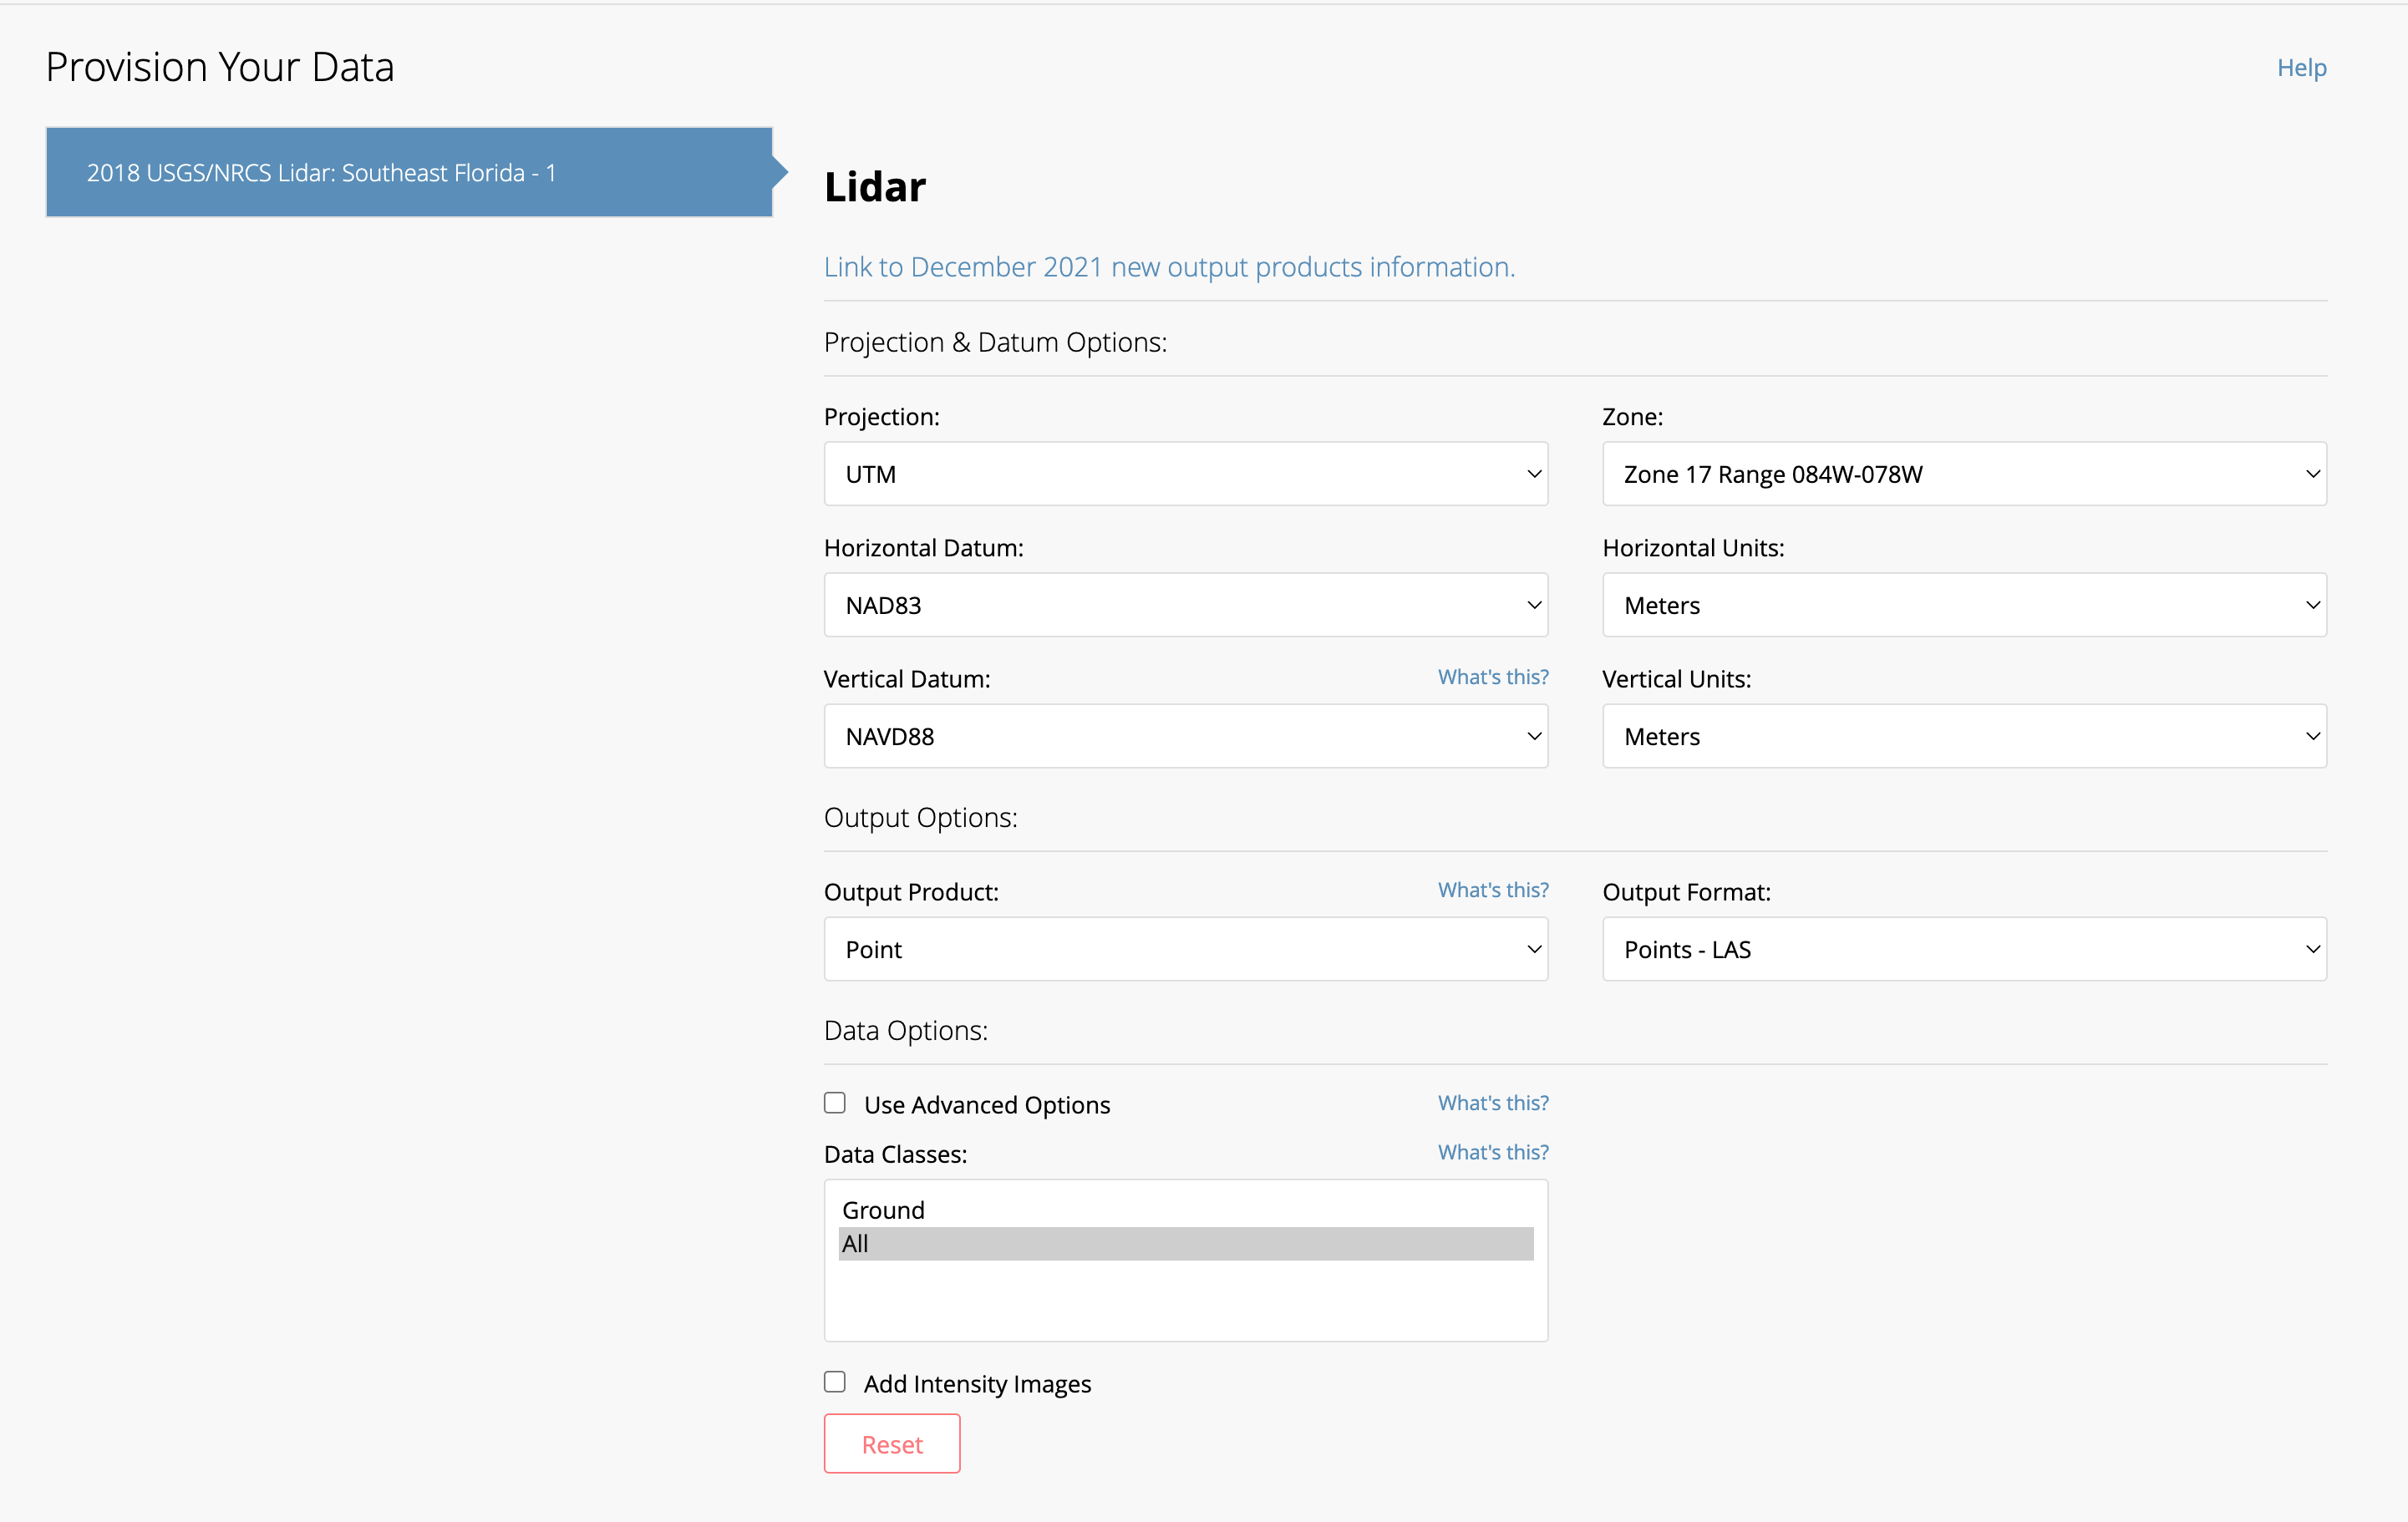 Provision Your Data
Help
2018 USGS/NRCS Lidar: Southeast Florida - 1
Lidar
Link to December 2021 new output products information.
Projection & Datum Options:
Projection:
Zone:
UTM
Zone 17 Range 084W-078W
Horizontal Datum:
Horizontal Units:
NAD83
Meters
Vertical Datum:
What's this?
Vertical Units:
NAVD88
Meters
Output Options:
Output Product:
What's this?
Output Format:
Point
Points - LAS
Data Options:
Use Advanced Options
What's this?
Data Classes:
What's this?
Ground
All
Add Intensity Images
Reset